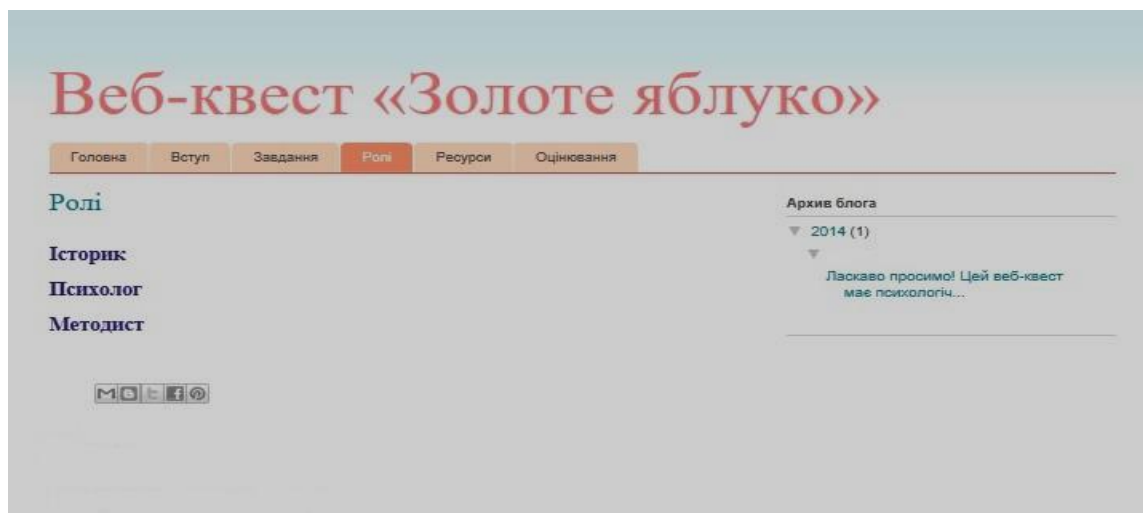 Веб-квест «Золоте яблуко»
Головна Вступ Завдання Ролі Ресурси Оцінювання
Ролі
Історик
Психолог
Методист
Архив блога
▼ 2014 (1)
▼
Ласкаво просимо! Цей веб-квест
має психологіч...